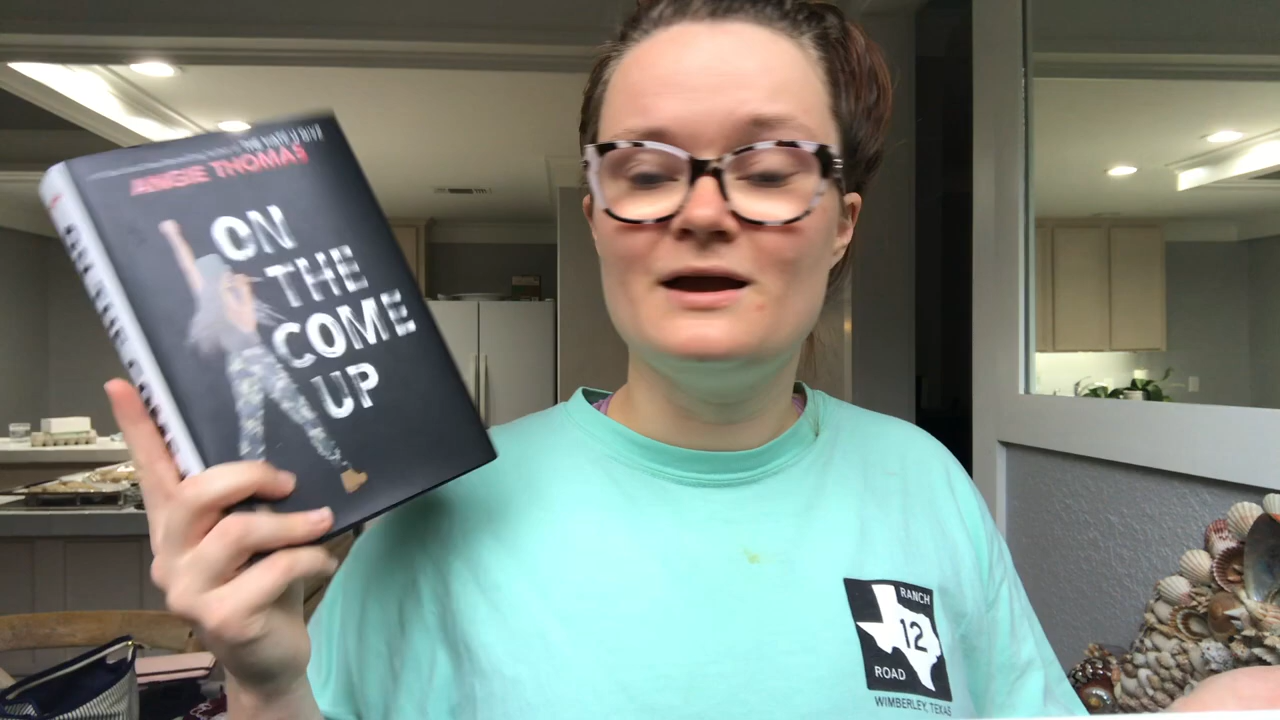 ANGIE THOMAS
ON
THE
COME
UP
RANCH
12
ROAD
WIMBERLEY, TEXAS